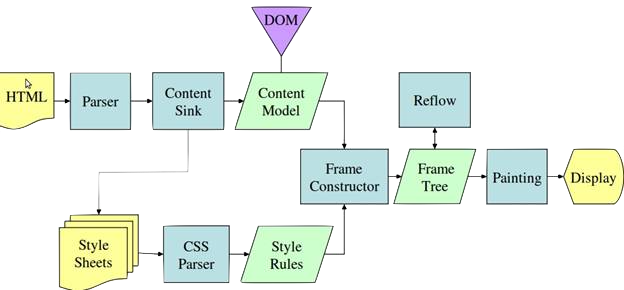 DOM
HTML
Parser
Content
Sink
Content
Model
Reflow
Frame
Constructor
Frame
Tree
Painting
Display
Style
Sheets
CSS
Parser
Style
Rules